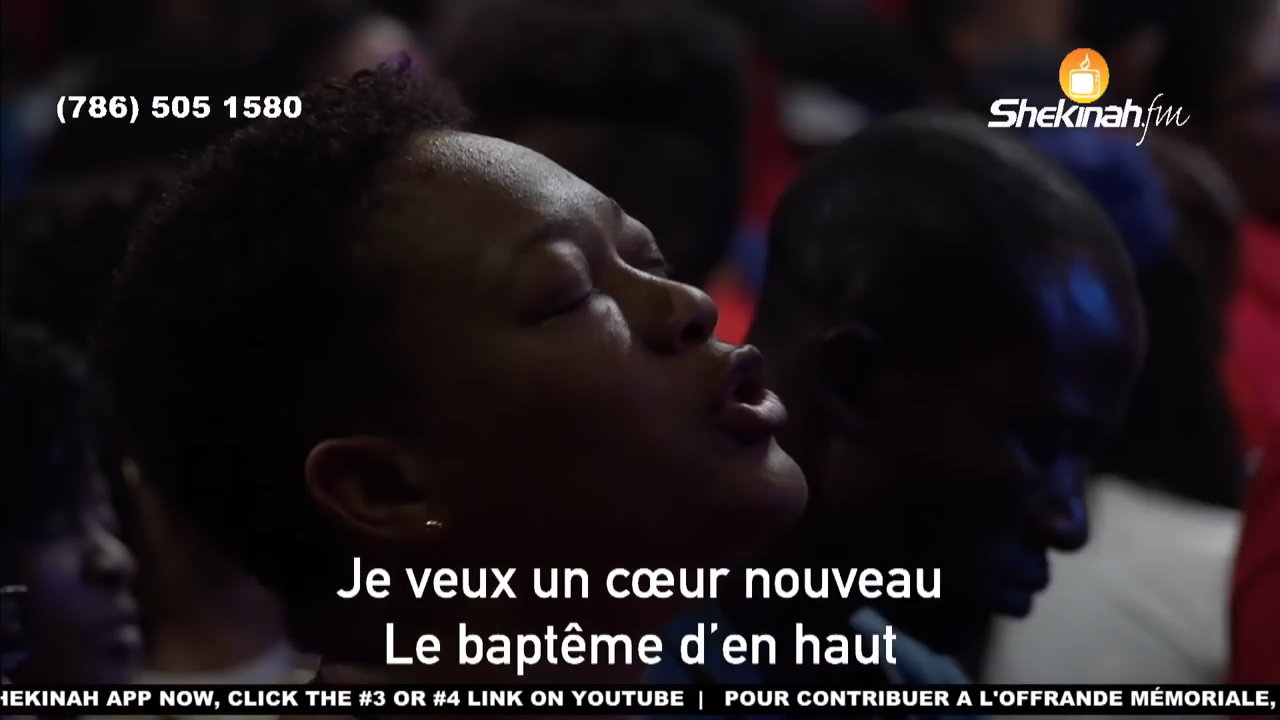 (786) 505 1580
Shekinah.fm
Je veux un cœur nouveau
Le baptême d'en haut
HEKINAH APP NOW, CLICK THE #3 OR #4 LINK ON YOUTUBE | POUR CONTRIBUER A L'OFFRANDE MÉMORIALE,